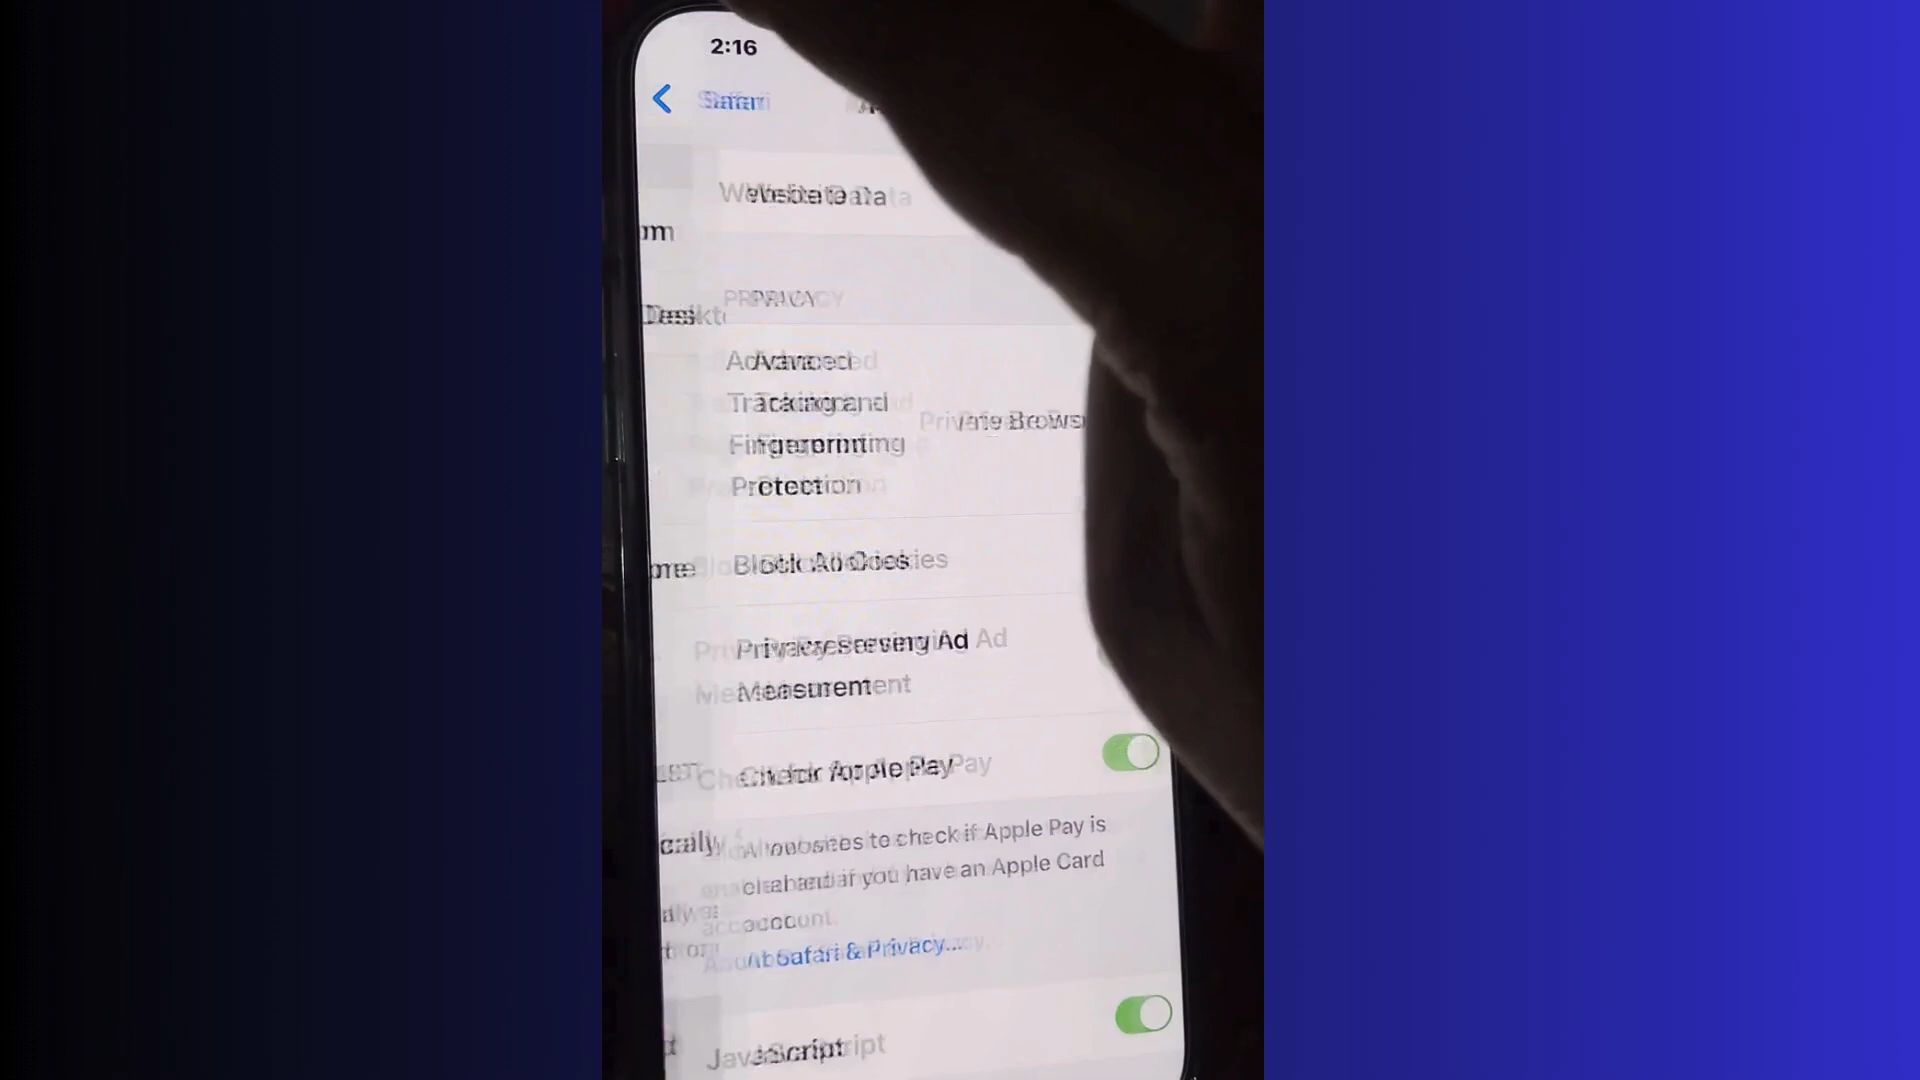 2:16
Safari
Website Data
PRIVACY
Advanced
Tracking and
Fingerprinting
Protection
Private Brows
Block All Cookies
Privacy Preserving Ad
Measurement
Check for Apple Pay
websites to check if Apple Pay is
and if you have an Apple Card
account.
About Safari & Privacy...
JavaScript